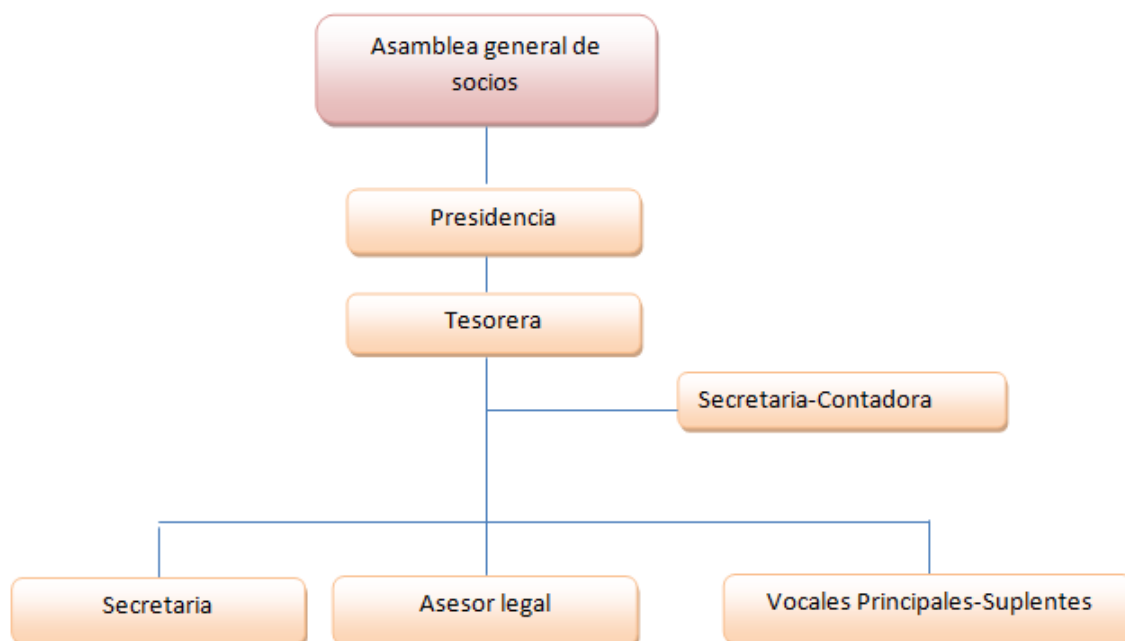 Asamblea general de
socios
Presidencia
Tesorera
Secretaria-Contadora
Secretaria
Asesor legal
Vocales Principales-Suplentes